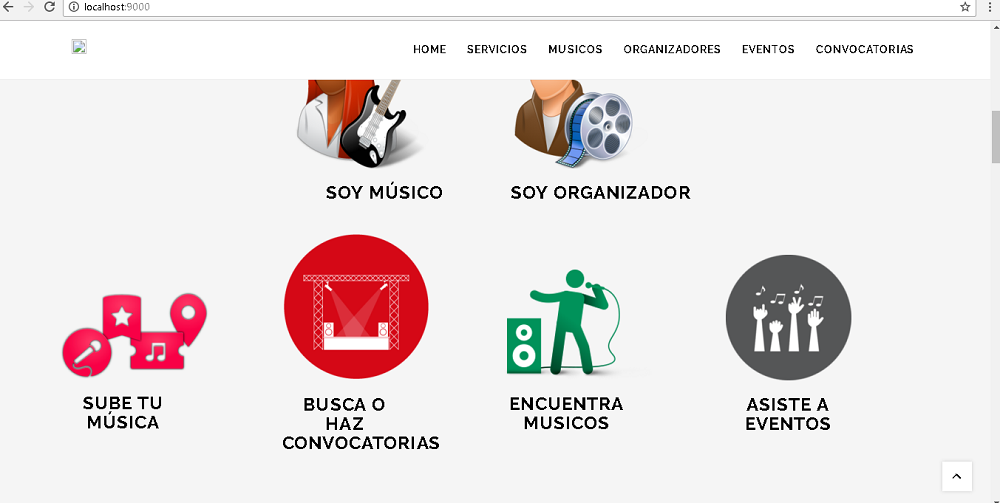 localhost:9000
HOME SERVICIOS MUSICOS ORGANIZADORES EVENTOS CONVOCATORIAS
SOY MÚSICO
SOY ORGANIZADOR
SUBE TU
MÚSICA
BUSCA O
HAZ
CONVOCATORIAS
ENCUENTRA
MUSICOS
ASISTE A
EVENTOS